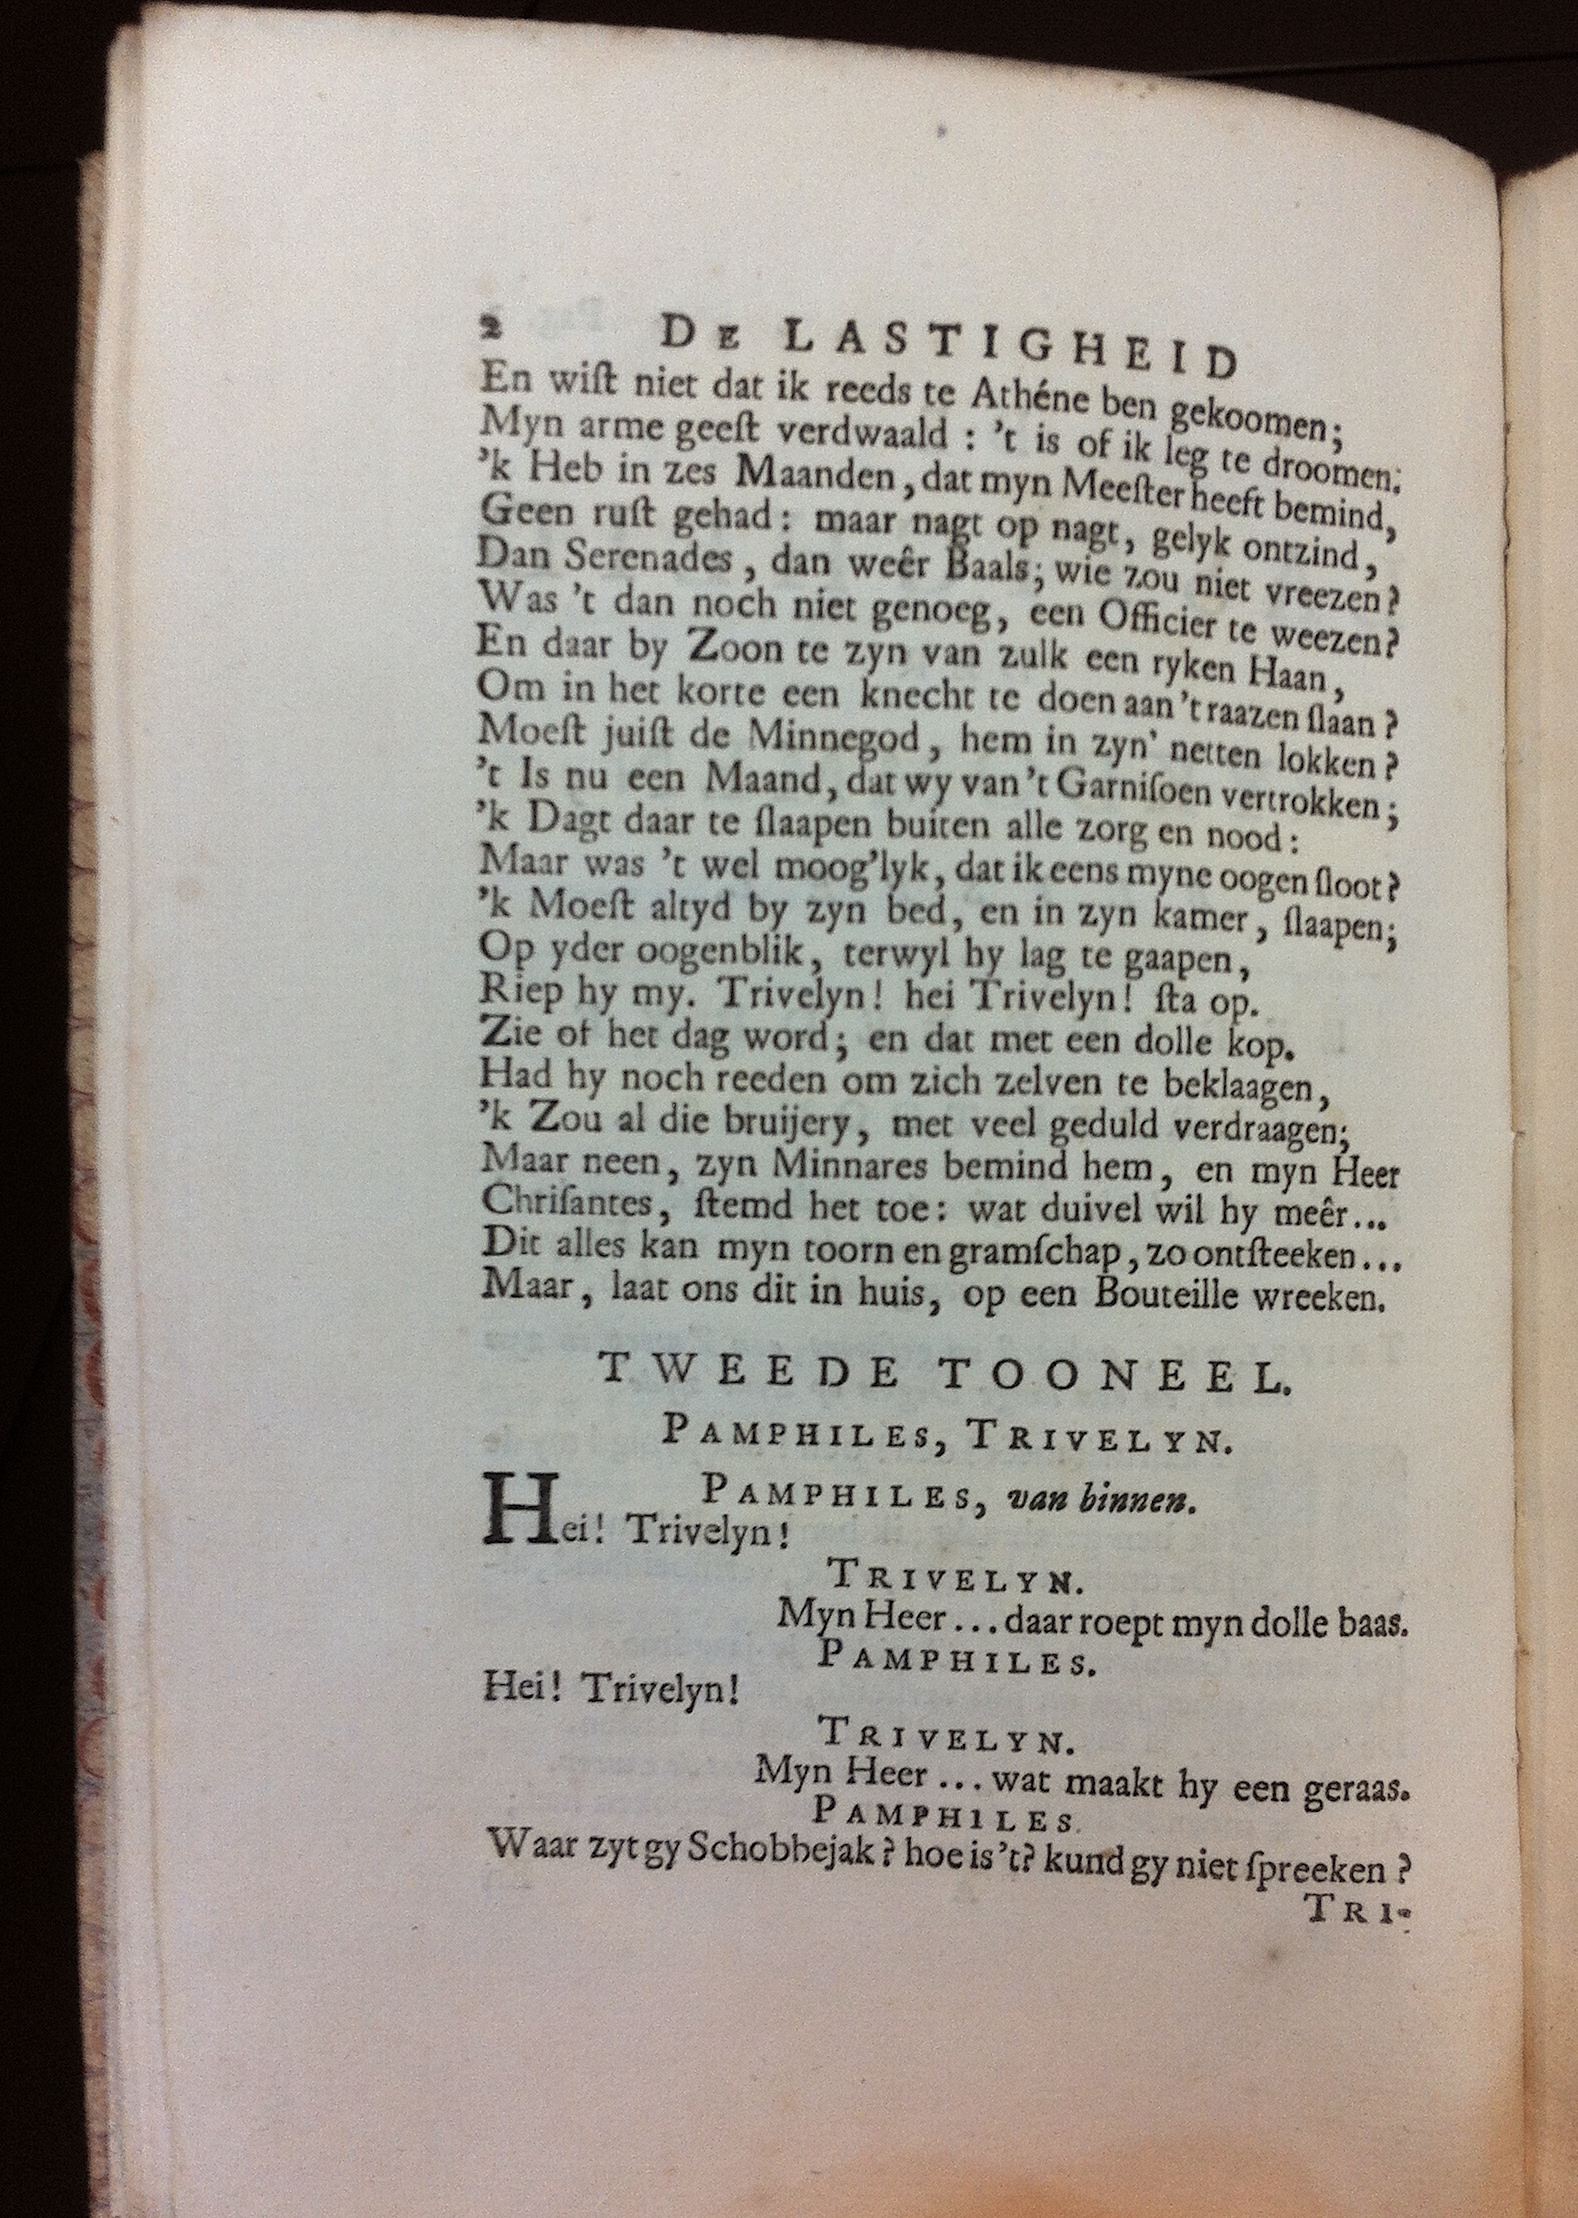 2 DE LASTIGHEID
En wiſt niet dat ik reeds te Athéne ben gekoomen;
Myn arme geeſt verdwaald : 't is of ik leg te droomen:
'k Heb in zes Maanden, dat myn Meeſter heeft bemind,
Geen ruſt gehad: maar nagt op nagt, gelyk ontzind,
Dan Serenades, dan weêr Baals; wie zou niet vreezen?
Was 't dan noch niet genoeg, een Officier te weezen?
En daar by Zoon te zyn van zulk een ryken Haan,
Om in het korte een knecht te doen aan 't raazen ſlaan?
Moeſt juiſt de Minnegod, hem in zyn' netten lokken?
't Is nu een Maand, dat wy van 't Garniſoen vertrokken;
'k Dagt daar te ſlaapen buiten alle zorg en nood:
Maar was 't wel moog'lyk, dat ik eens myne oogen ſloot?
'k Moeſt altyd by zyn bed, en in zyn kamer, ſlaapen;
Op yder oogenblik, terwyl hy lag te gaapen,
Riep hy my. Trivelyn! hei Trivelyn! ſta op.
Zie of het dag word; en dat met een dolle kop.
Had hy noch reeden om zich zelven te beklaagen,
'k Zou al die bruijery, met veel geduld verdraagen;
Maar neen, zyn Minnares bemind hem, en myn Heer
Chriſantes, ſtemd het toe: wat duivel wil hy meêr...
Dit alles kan myn toorn en gramſchap, zo ontſteeken...
Maar, laat ons dit in huis, op een Bouteille wreeken.
TWEEDE TOONEEL.
PAMPHILES, TRIVELYN.
PAMPHILES, van binnen.
Hei! Trivelyn!
TRIVELYN.
Myn Heer... daar roept myn dolle baas.
PAMPHILES.
Hei! Trivelyn!
TRIVELYN.
Myn Heer... wat maakt hy een geraas.
PAMPHILES.
Waar zyt gy Schobbejak? hoe is 't? kund gy niet ſpreeken?
TRI-